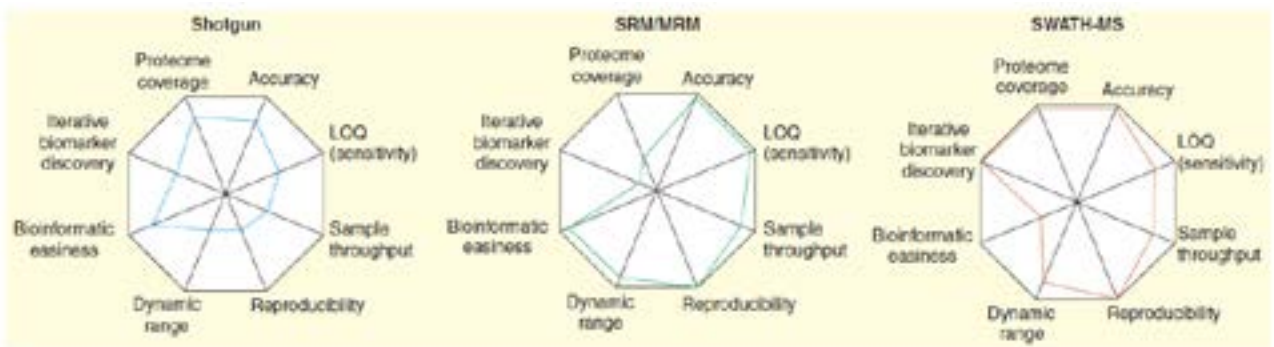 Shotgun
Proteome
coverage
Accuracy
Iterative
biomarker
discovery
LOQ
(sensitivity)
Bioinformatic
easiness
Sample
throughput
Dynamic
range
Reproducibility
SRM/MRM
Proteome
coverage
Accuracy
Iterative
biomarker
discovery
LOQ
(sensitivity)
Bioinformatic
easiness
Sample
throughput
Dynamic
range
Reproducibility
SWATH-MS
Proteome
coverage
Accuracy
Iterative
biomarker
discovery
LOQ
(sensitivity)
Bioinformatic
easiness
Sample
throughput
Dynamic
range
Reproducibility